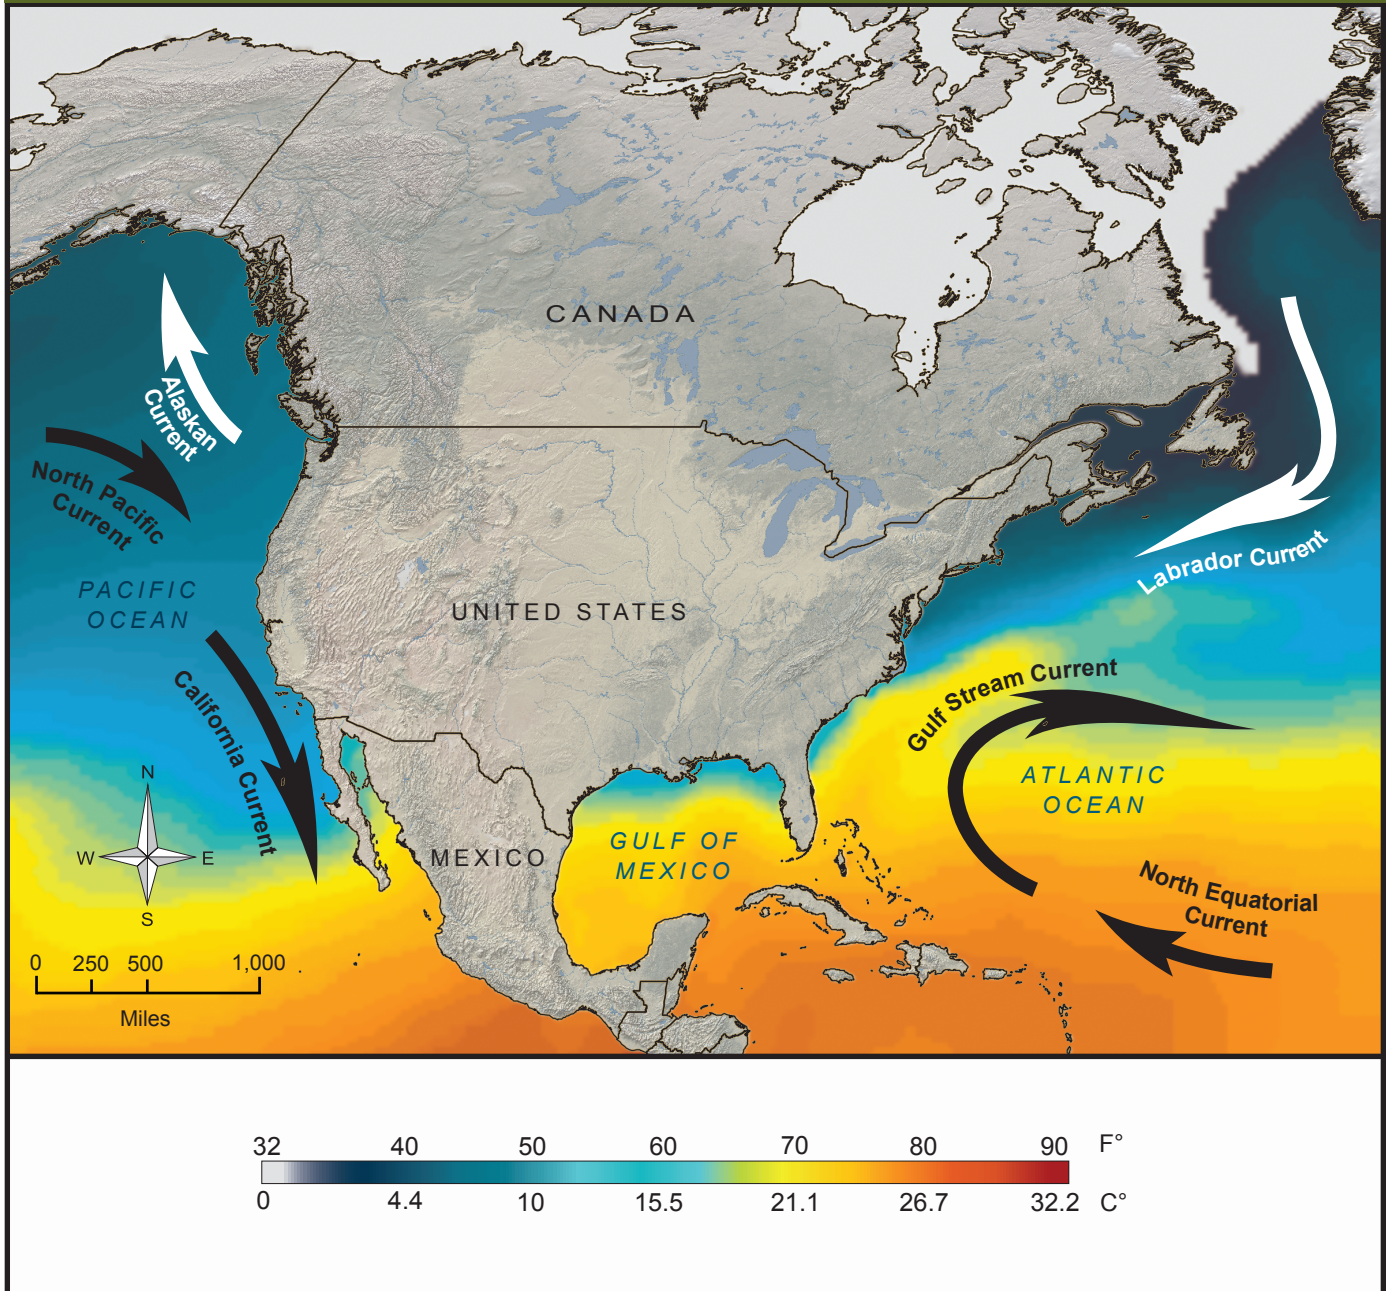 CANADA
Alaskan
Current
North Pacific
Current
PACIFIC
OCEAN
UNITED STATES
Labrador Current
California Current
Gulf Stream Current
ATLANTIC
OCEAN
GULF OF
MEXICO
MEXICO
North Equatorial
Current
N
W
E
S
0 250 500 1,000
Miles
32 40 50 60 70 80 90 F°
0 4.4 10 15.5 21.1 26.7 32.2 C°